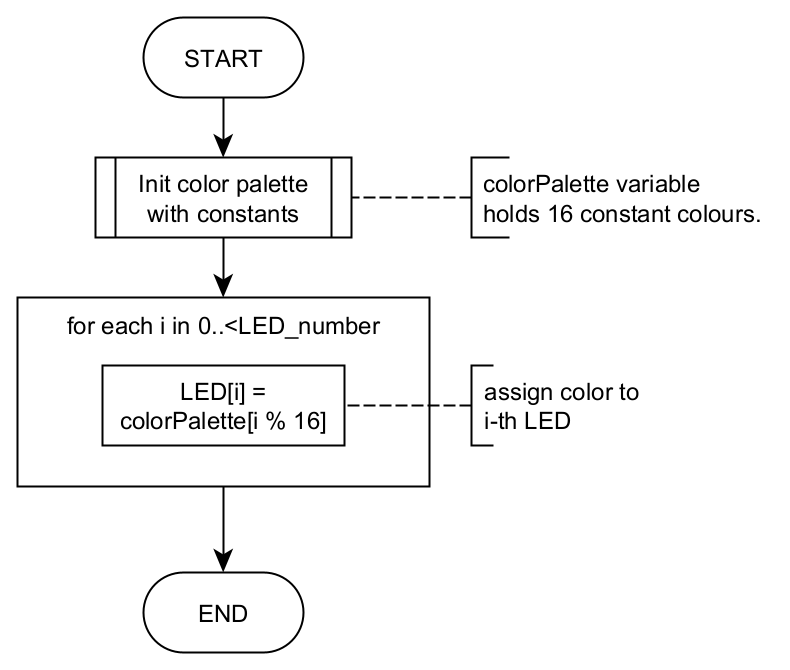 START
Init color palette
with constants
colorPalette variable
holds 16 constant colours.
for each i in 0..<LED_number
LED[i] =
colorPalette[i % 16]
assign color to
i-th LED
END